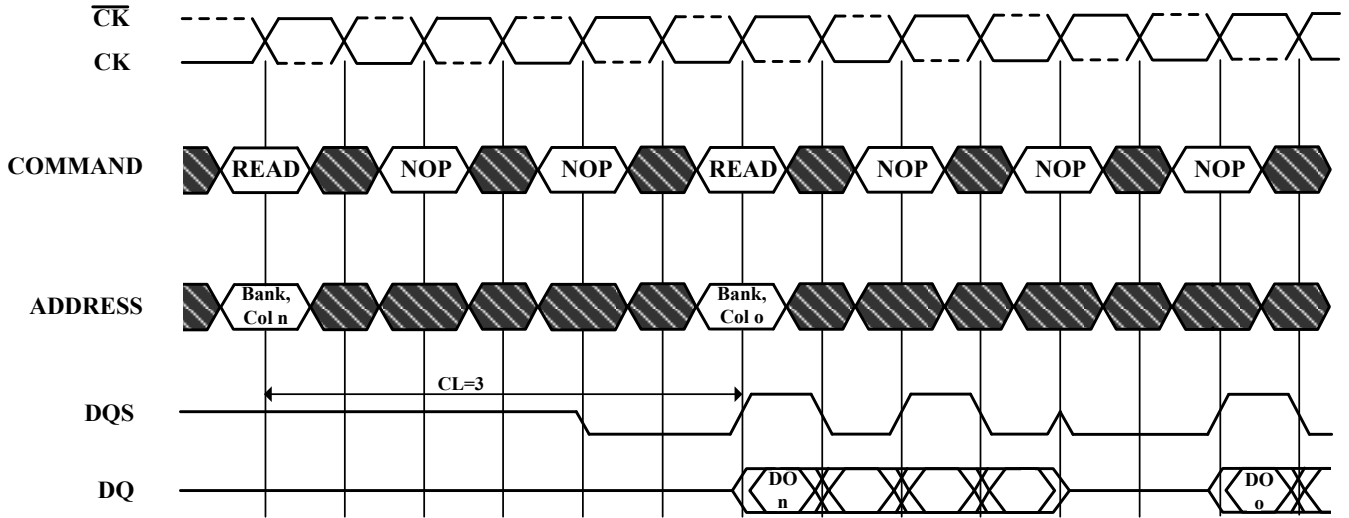 CK
CK
COMMAND READ NOP NOP READ NOP NOP NOP
ADDRESS Bank, Col n Bank, Col o
CL=3
DQS
DQ DO n DO o